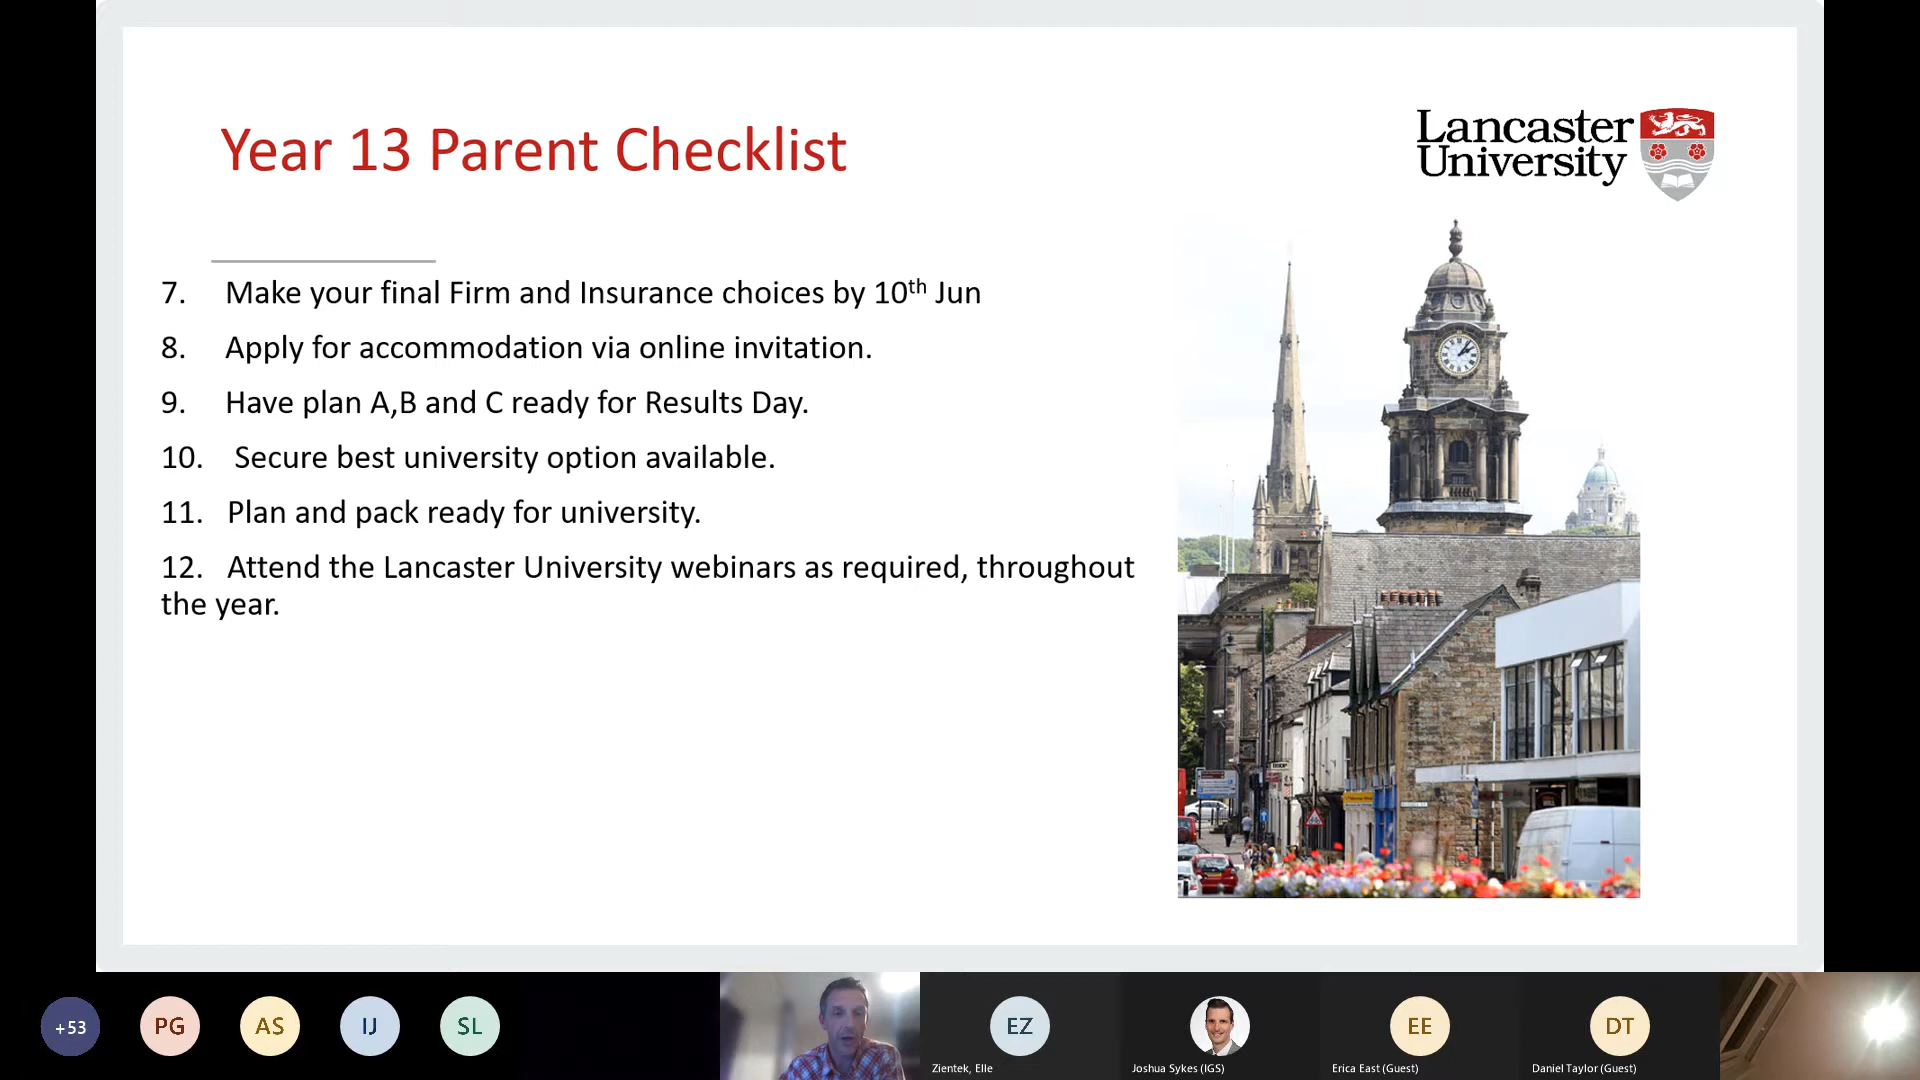 Year 13 Parent Checklist
Lancaster
University
7. Make your final Firm and Insurance choices by 10th Jun
8. Apply for accommodation via online invitation.
9. Have plan A,B and C ready for Results Day.
10. Secure best university option available.
11. Plan and pack ready for university.
12. Attend the Lancaster University webinars as required, throughout
the year.
+53
PG
AS
IJ
SL
EZ
EE
DT
Zientek, Elle
Joshua Sykes (IGS)
Erica East (Guest)
Daniel Taylor (Guest)